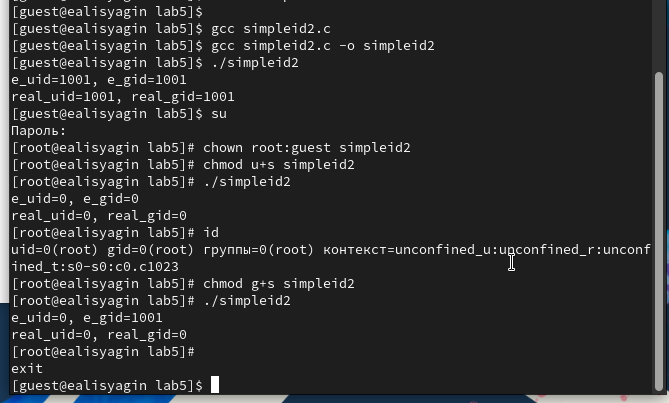 [guest@ealisyagin lab5]$
[guest@ealisyagin lab5]$ gcc simpleid2.c
[guest@ealisyagin lab5]$ gcc simpleid2.c -o simpleid2
[guest@ealisyagin lab5]$ ./simpleid2
e_uid=1001, e_gid=1001
real_uid=1001, real_gid=1001
[guest@ealisyagin lab5]$ su
Пароль:
[root@ealisyagin lab5]# chown root:guest simpleid2
[root@ealisyagin lab5]# chmod u+s simpleid2
[root@ealisyagin lab5]# ./simpleid2
e_uid=0, e_gid=0
real_uid=0, real_gid=0
[root@ealisyagin lab5]# id
uid=0(root) gid=0(root) группы=0(root) контекст=unconfined_u:unconfined_r:unconf
ined_t:s0-s0:c0.c1023
[root@ealisyagin lab5]# chmod g+s simpleid2
[root@ealisyagin lab5]# ./simpleid2
e_uid=0, e_gid=1001
real_uid=0, real_gid=0
[root@ealisyagin lab5]#
exit
[guest@ealisyagin lab5]$